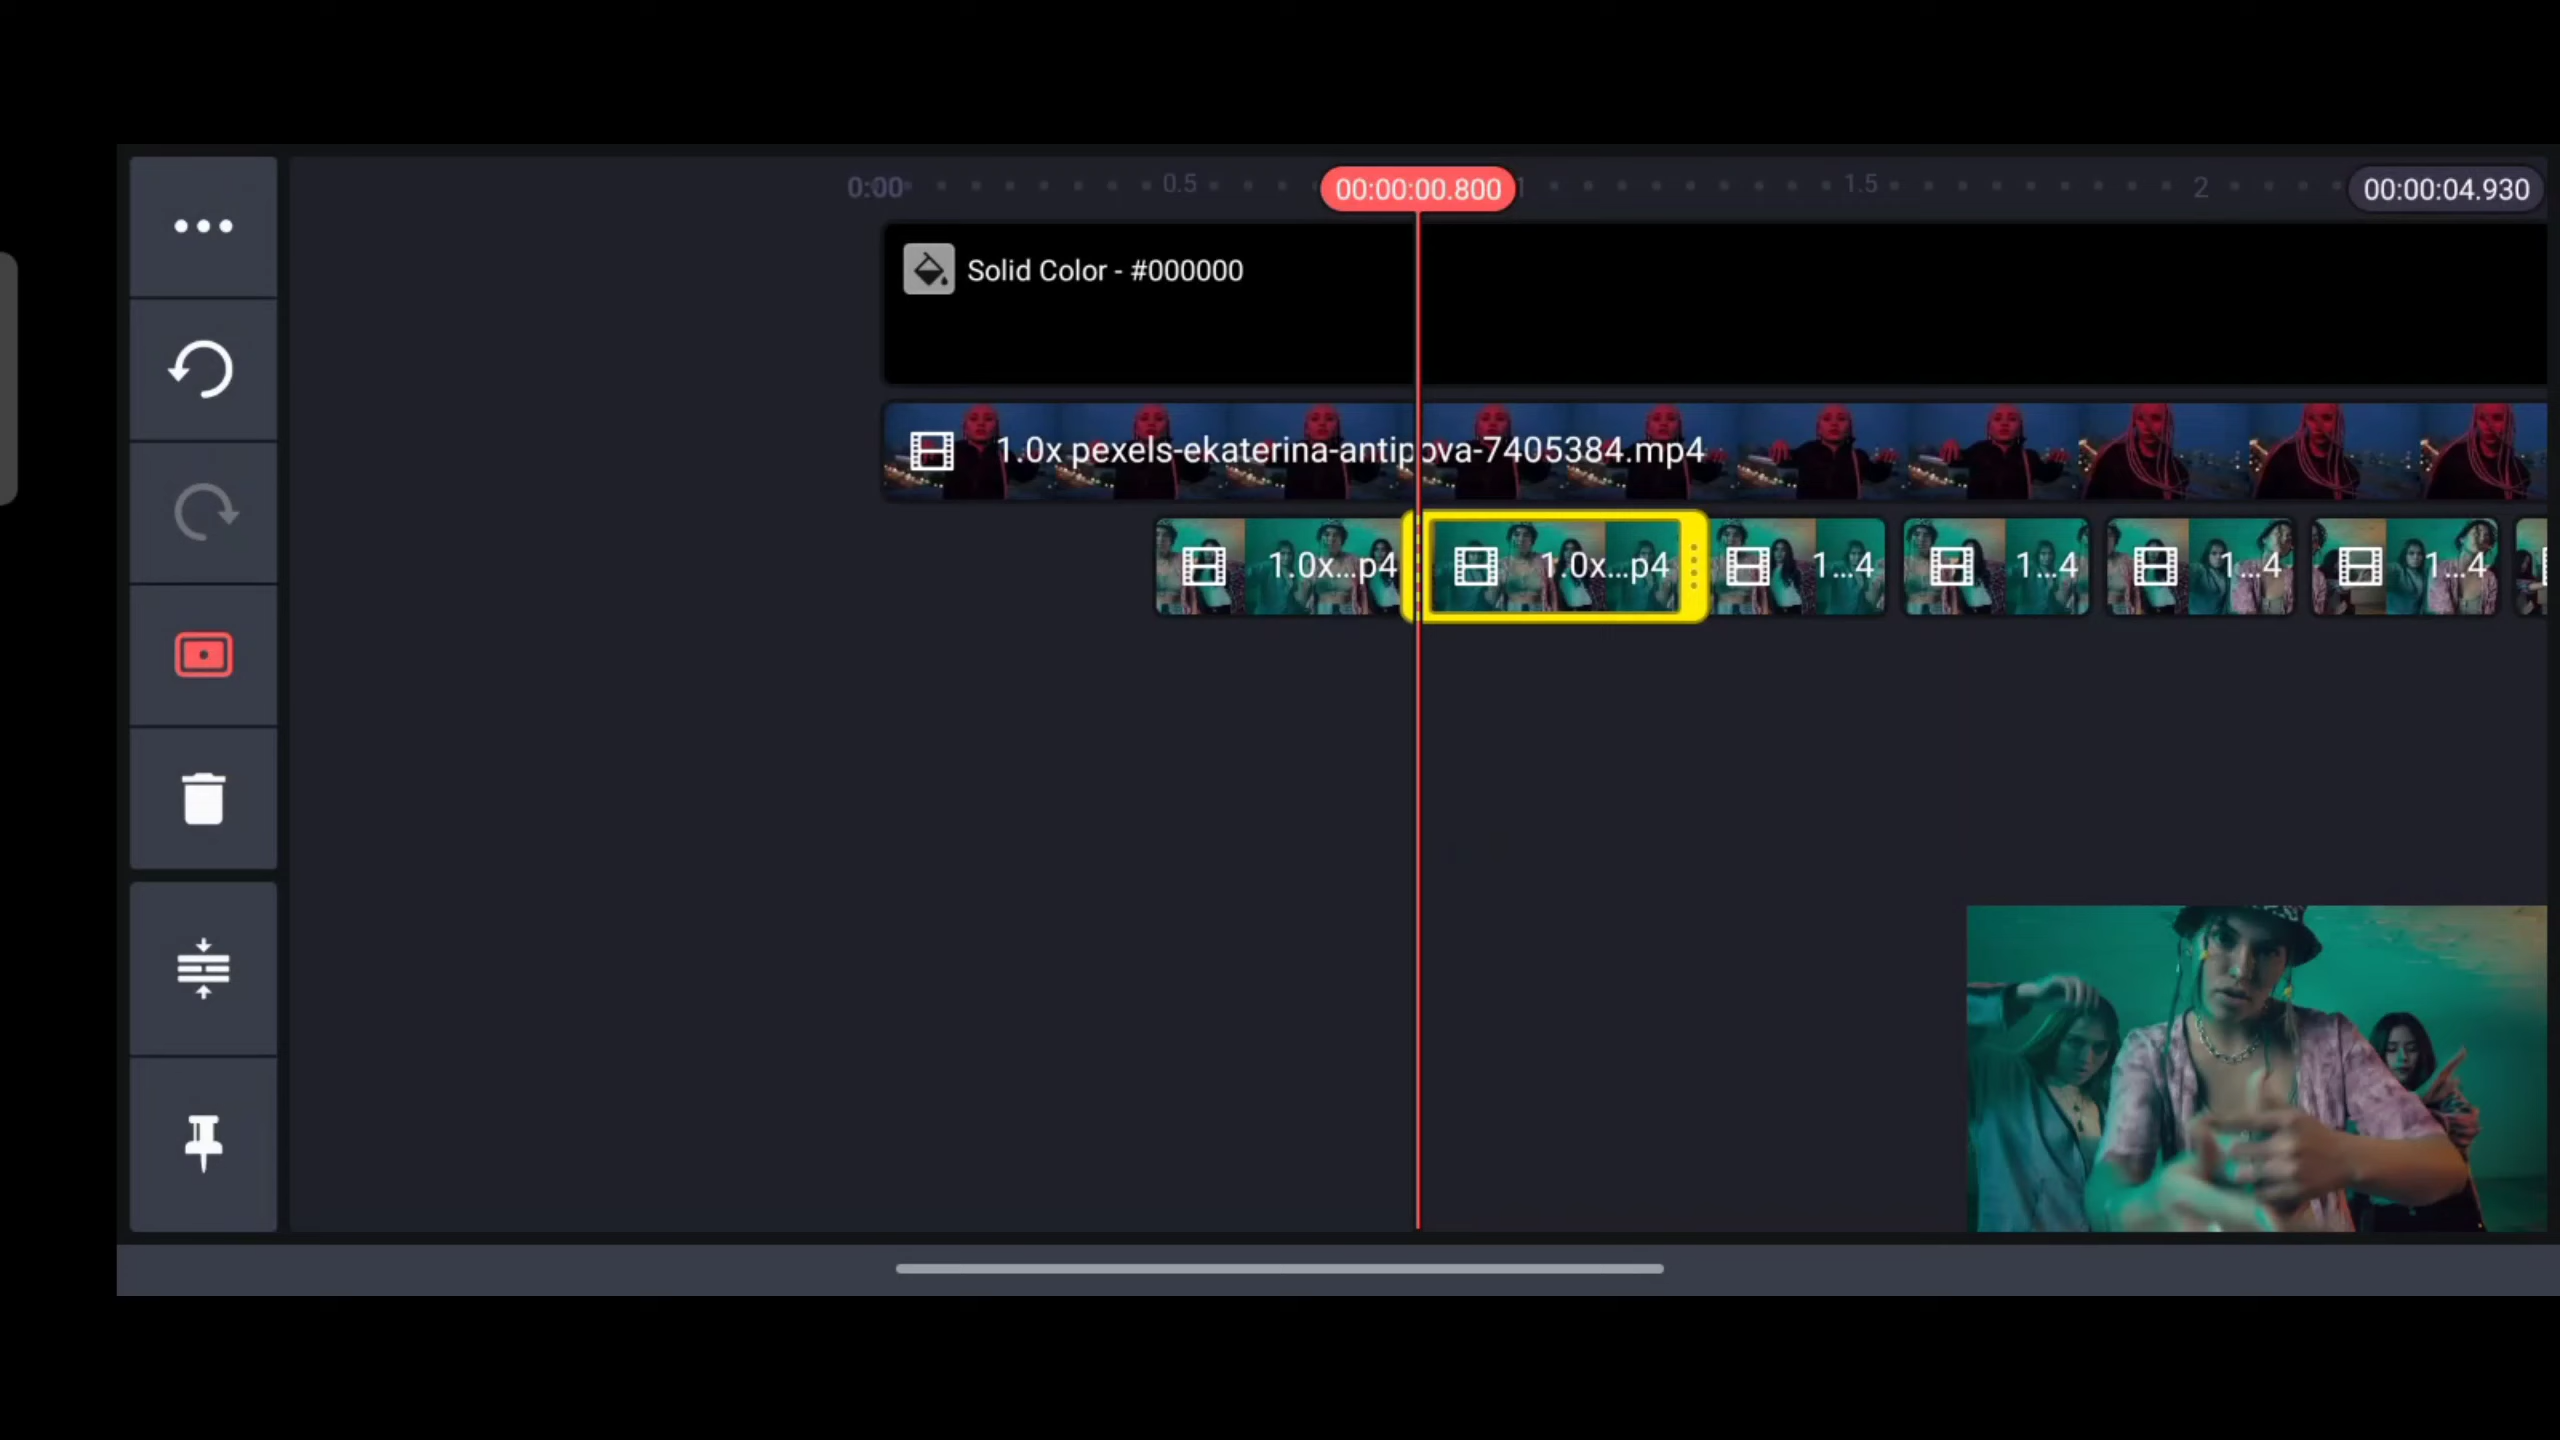 0:00 0.5 00:00:00.800 1 1.5 2 00:00:04.930
Solid Color - #000000
1.0x pexels-ekaterina-antipova-7405384.mp4
1.0x...p4 1.0x...p4 1...4 1...4 1...4 1...4